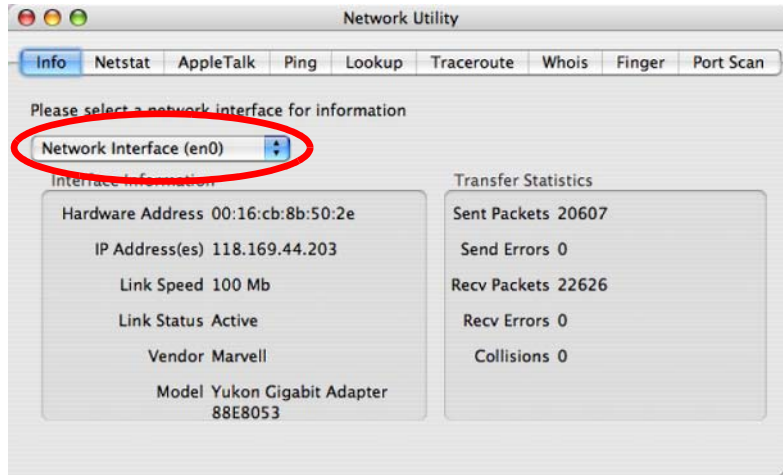 Network Utility
Info Netstat AppleTalk Ping Lookup Traceroute Whois Finger Port Scan
Please select a network interface for information
Network Interface (en0)
Interface Information
Hardware Address 00:16:cb:8b:50:2e
IP Address(es) 118.169.44.203
Link Speed 100 Mb
Link Status Active
Vendor Marvell
Model Yukon Gigabit Adapter
88E8053
Transfer Statistics
Sent Packets 20607
Send Errors 0
Recv Packets 22626
Recv Errors 0
Collisions 0